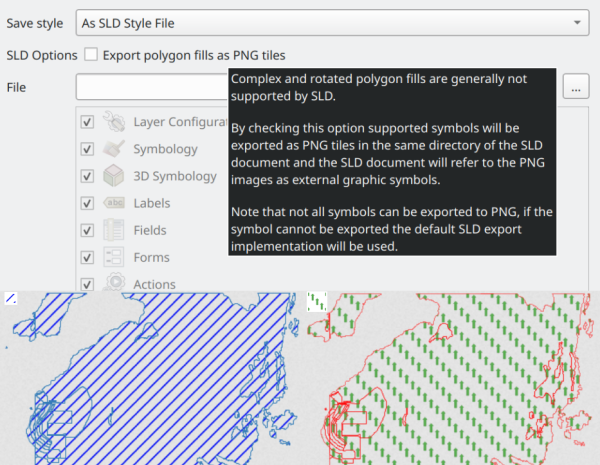 Save style As SLD Style File
SLD Options Export polygon fills as PNG tiles
File ...
Complex and rotated polygon fills are generally not
supported by SLD.
By checking this option supported symbols will be
exported as PNG tiles in the same directory of the SLD
document and the SLD document will refer to the PNG
images as external graphic symbols.
Note that not all symbols can be exported to PNG, if the
symbol cannot be exported the default SLD export
implementation will be used.
Layer Configura
Symbology
3D Symbology
abc Labels
Fields
Forms
Actions